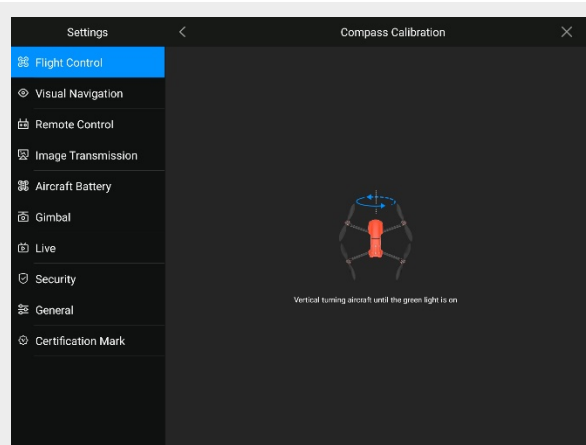 Settings
Compass Calibration
Flight Control
Visual Navigation
Remote Control
Image Transmission
Aircraft Battery
Gimbal
Live
Security
General
Certification Mark
Vertical turning aircraft until the green light is on